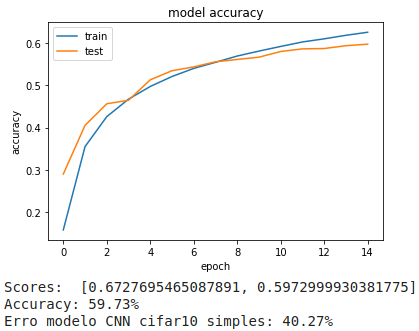 model accuracy
train
test
0.6
0.5
0.4
0.3
0.2
accuracy
0 2 4 6 8 10 12 14
epoch
Scores:  [0.6727695465087891, 0.5972999930381775]
Accuracy: 59.73%
Erro modelo CNN cifar10 simples: 40.27%